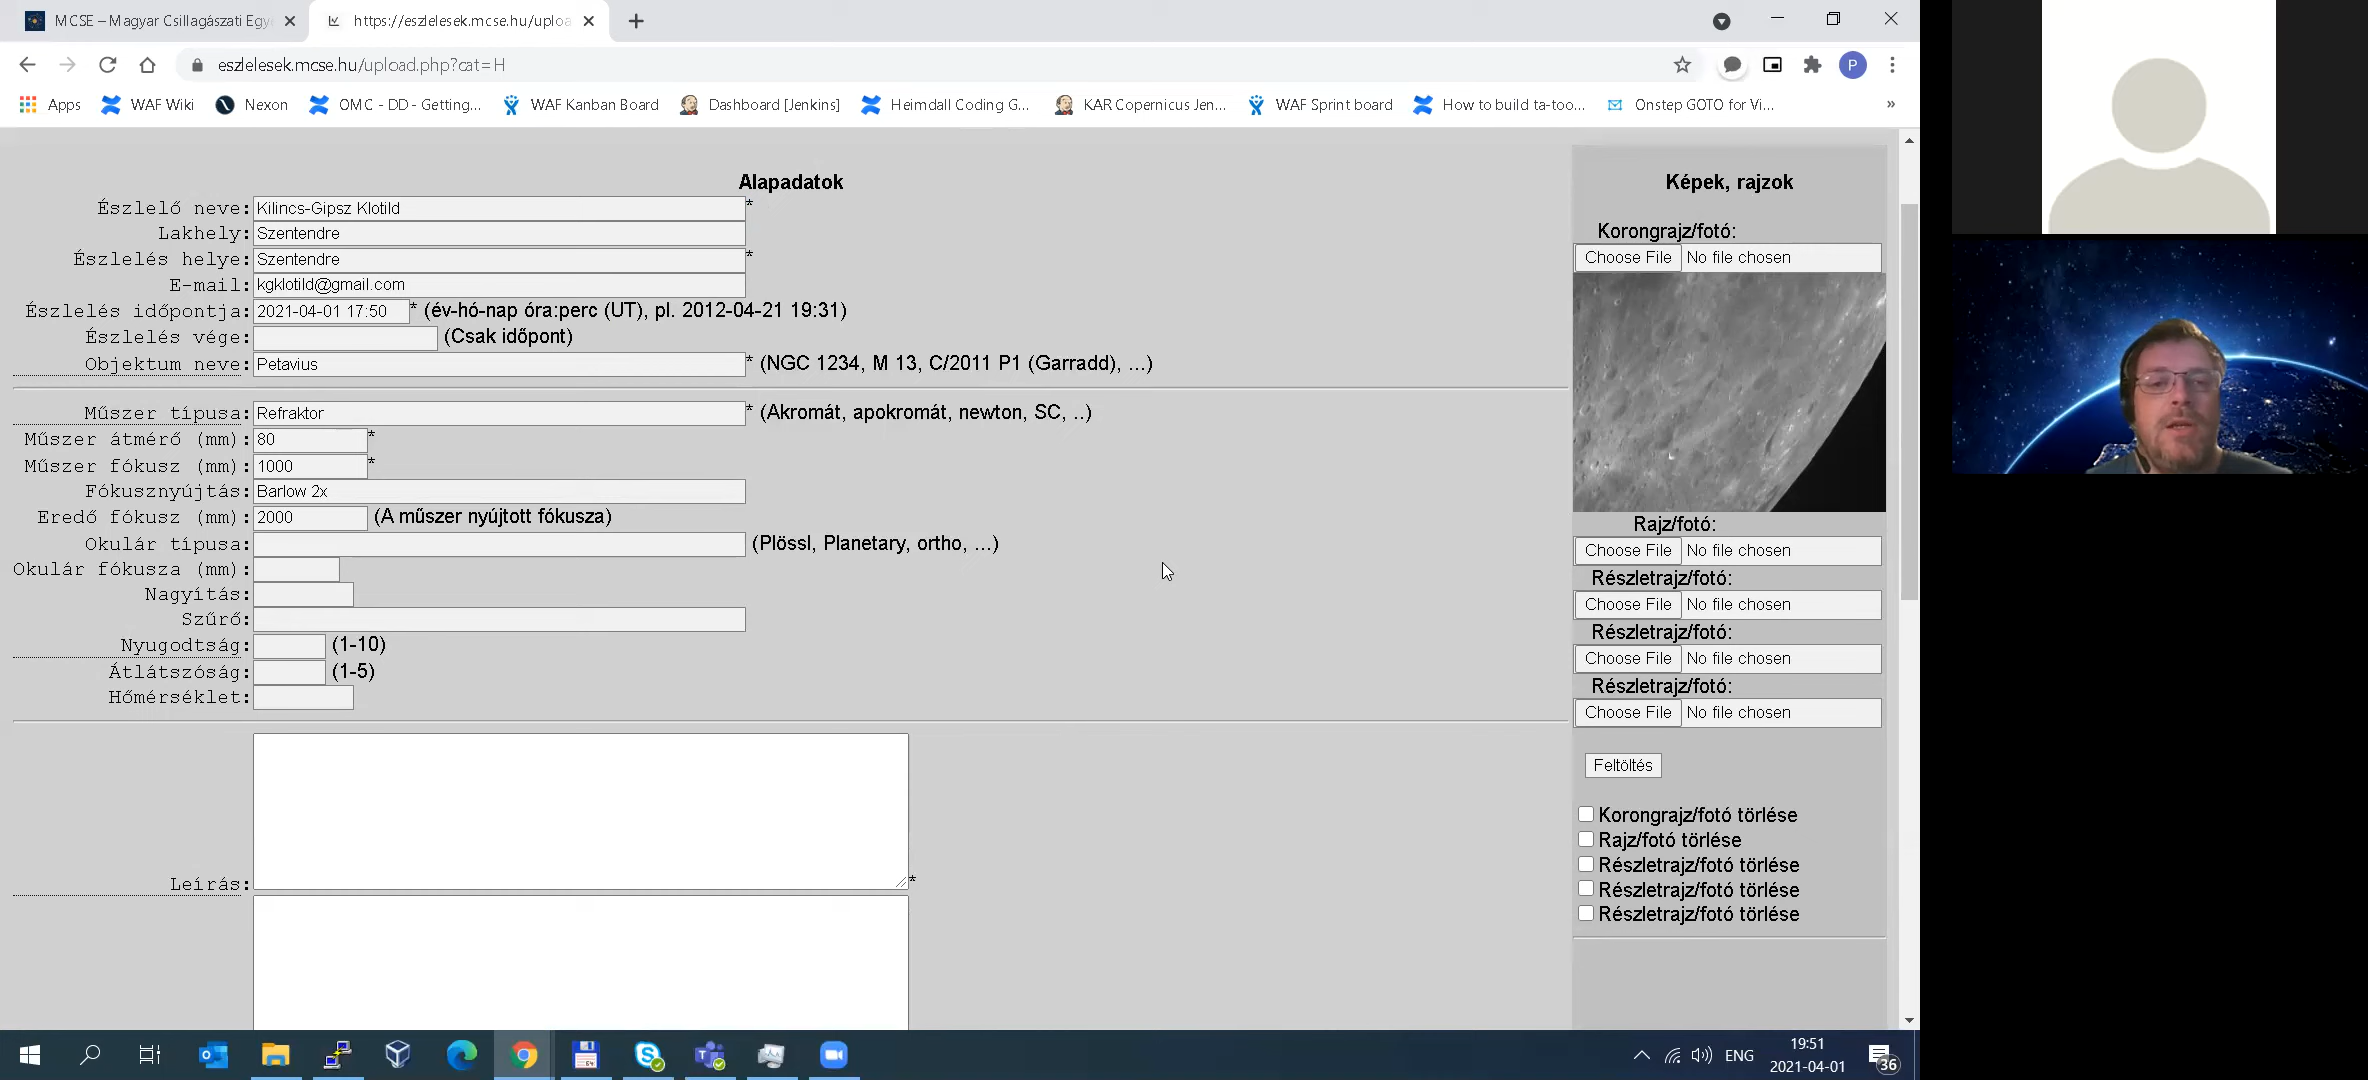 MCSE – Magyar Csillagászati Egy
https://eszlelesek.mcse.hu/uploa
eszlelesek.mcse.hu/upload.php?cat=H
P
Apps
WAF Wiki
Nexon
OMC - DD - Getting...
WAF Kanban Board
Dashboard [Jenkins]
Heimdall Coding G...
KAR Copernicus Jen...
WAF Sprint board
How to build ta-too...
Onstep GOTO for Vi...
»
Alapadatok
Észlelő neve: Kilincs-Gipsz Klotild *
Lakhely: Szentendre
Észlelés helye: Szentendre *
E-mail: kgklotild@gmail.com
Észlelés időpontja: 2021-04-01 17:50 * (év-hó-nap óra:perc (UT), pl. 2012-04-21 19:31)
Észlelés vége: (Csak időpont)
Objektum neve: Petavius * (NGC 1234, M 13, C/2011 P1 (Garradd), ...)
Műszer típusa: Refraktor * (Akromát, apokromát, newton, SC, ..)
Műszer átmérő (mm): 80 *
Műszer fókusz (mm): 1000 *
Fókusznyújtás: Barlow 2x
Eredő fókusz (mm): 2000 (A műszer nyújtott fókusza)
Okulár típusa: (Plössl, Planetary, ortho, ...)
Okulár fókusza (mm):
Nagyítás:
Szűrő:
Nyugodtság: (1-10)
Átlátszóság: (1-5)
Hőmérséklet:
Leírás: *
Képek, rajzok
Korongrajz/fotó:
Choose File No file chosen
Rajz/fotó:
Choose File No file chosen
Részletrajz/fotó:
Choose File No file chosen
Részletrajz/fotó:
Choose File No file chosen
Részletrajz/fotó:
Choose File No file chosen
Feltöltés
Korongrajz/fotó törlése
Rajz/fotó törlése
Részletrajz/fotó törlése
Részletrajz/fotó törlése
Részletrajz/fotó törlése
64
ENG
19:51
2021-04-01
36